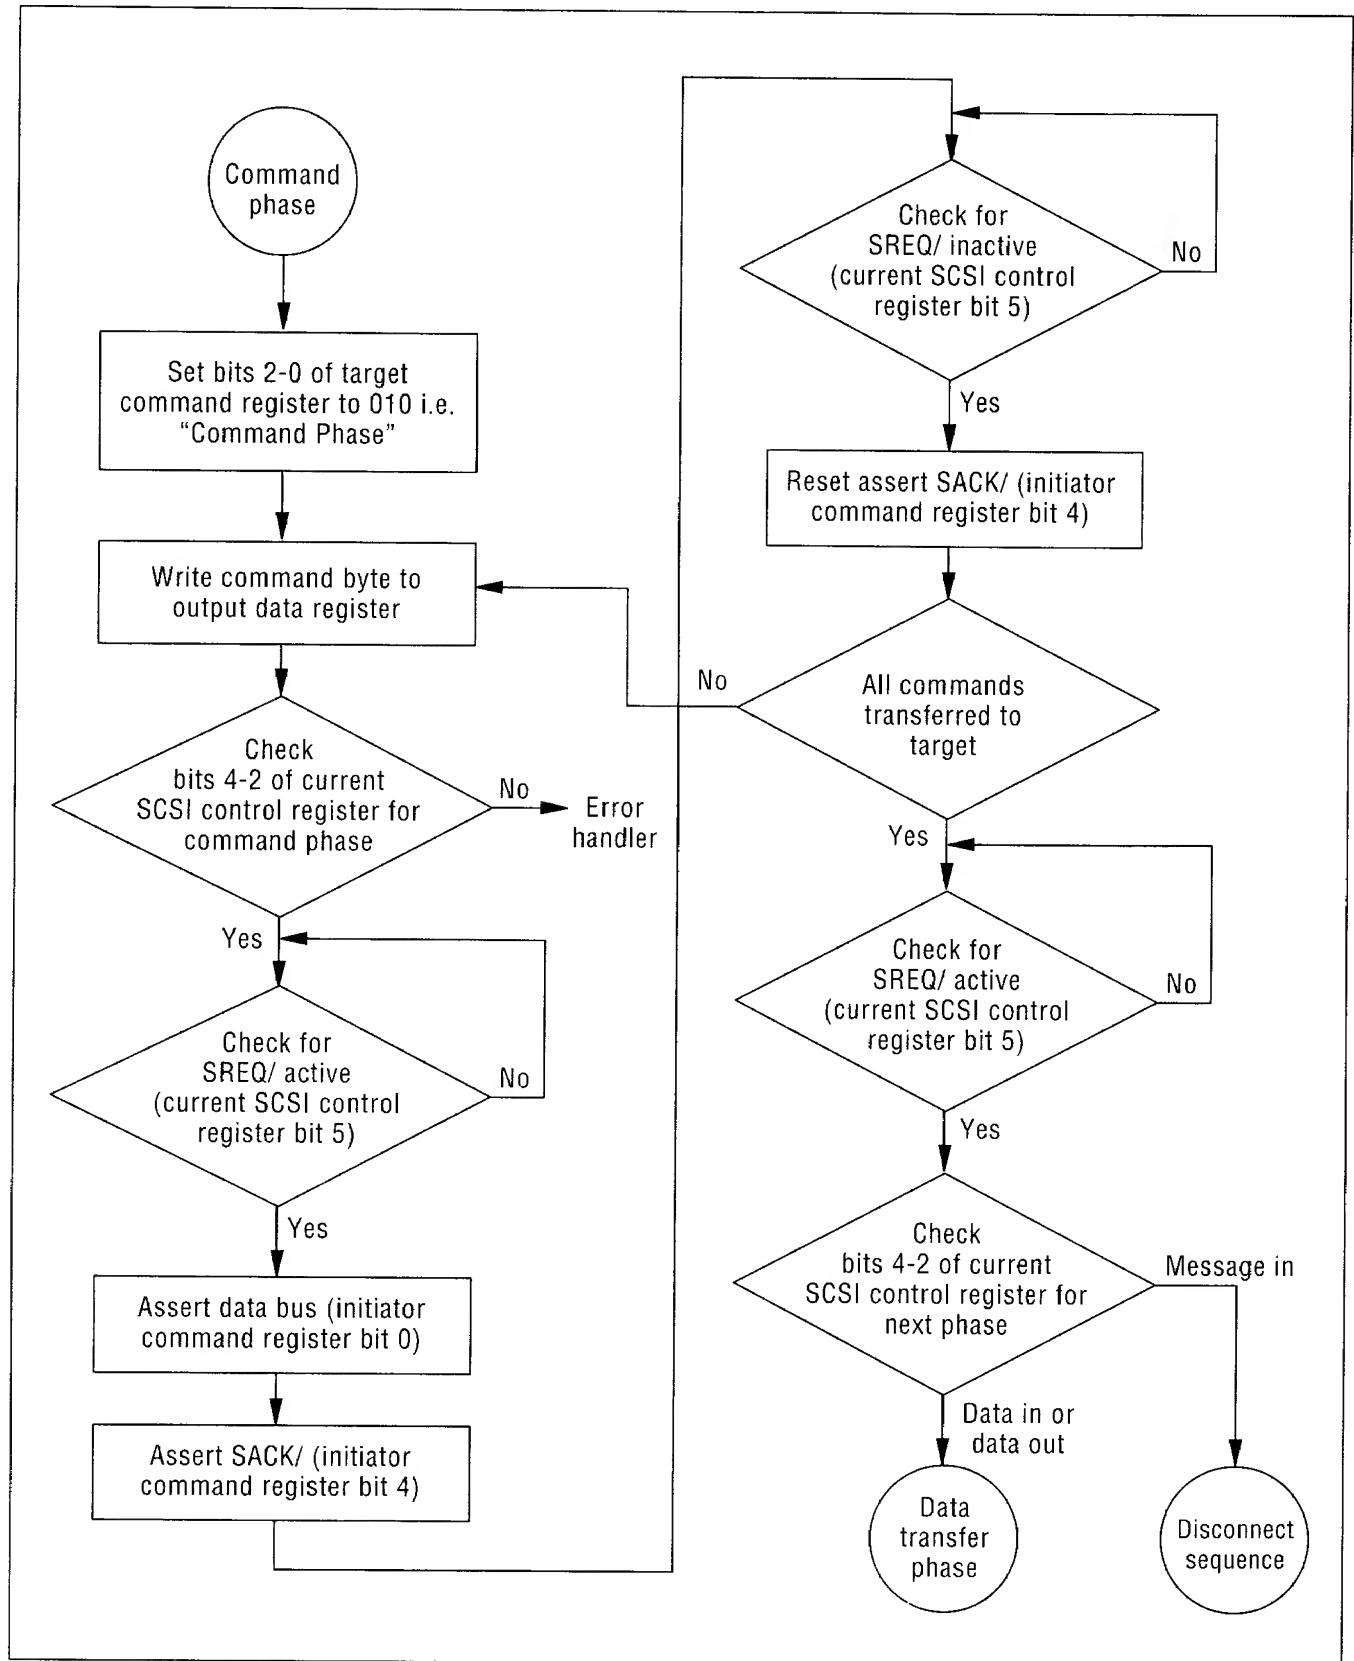 Command
phase
Set bits 2-0 of target
command register to 010 i.e.
“Command Phase”
Write command byte to
output data register
Check
bits 4-2 of current
SCSI control register for
command phase
No
Error
handler
Yes
Check for
SREQ/ active
(current SCSI control
register bit 5)
No
Yes
Assert data bus (initiator
command register bit 0)
Assert SACK/ (initiator
command register bit 4)
Check for
SREQ/ inactive
(current SCSI control
register bit 5)
No
Yes
Reset assert SACK/ (initiator
command register bit 4)
All commands
transferred to
target
No
Yes
Check for
SREQ/ active
(current SCSI control
register bit 5)
No
Yes
Check
bits 4-2 of current
SCSI control register for
next phase
Message in
Data in or
data out
Data
transfer
phase
Disconnect
sequence